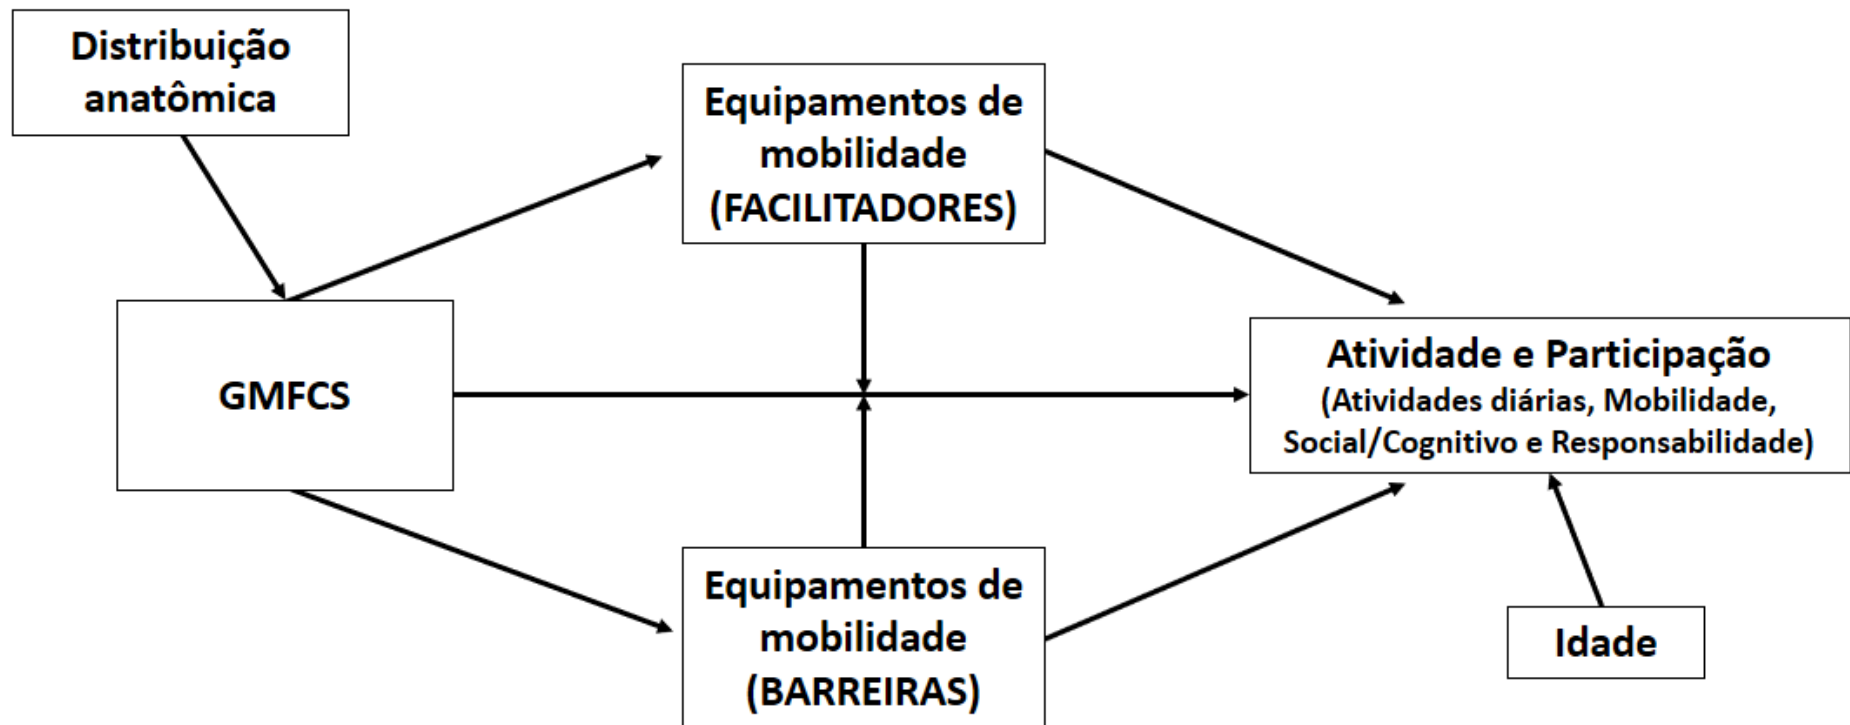 Distribuição
anatômica
Equipamentos de
mobilidade
(FACILITADORES)
GMFCS
Atividade e Participação
(Atividades diárias, Mobilidade,
Social/Cognitivo e Responsabilidade)
Equipamentos de
mobilidade
(BARREIRAS)
Idade